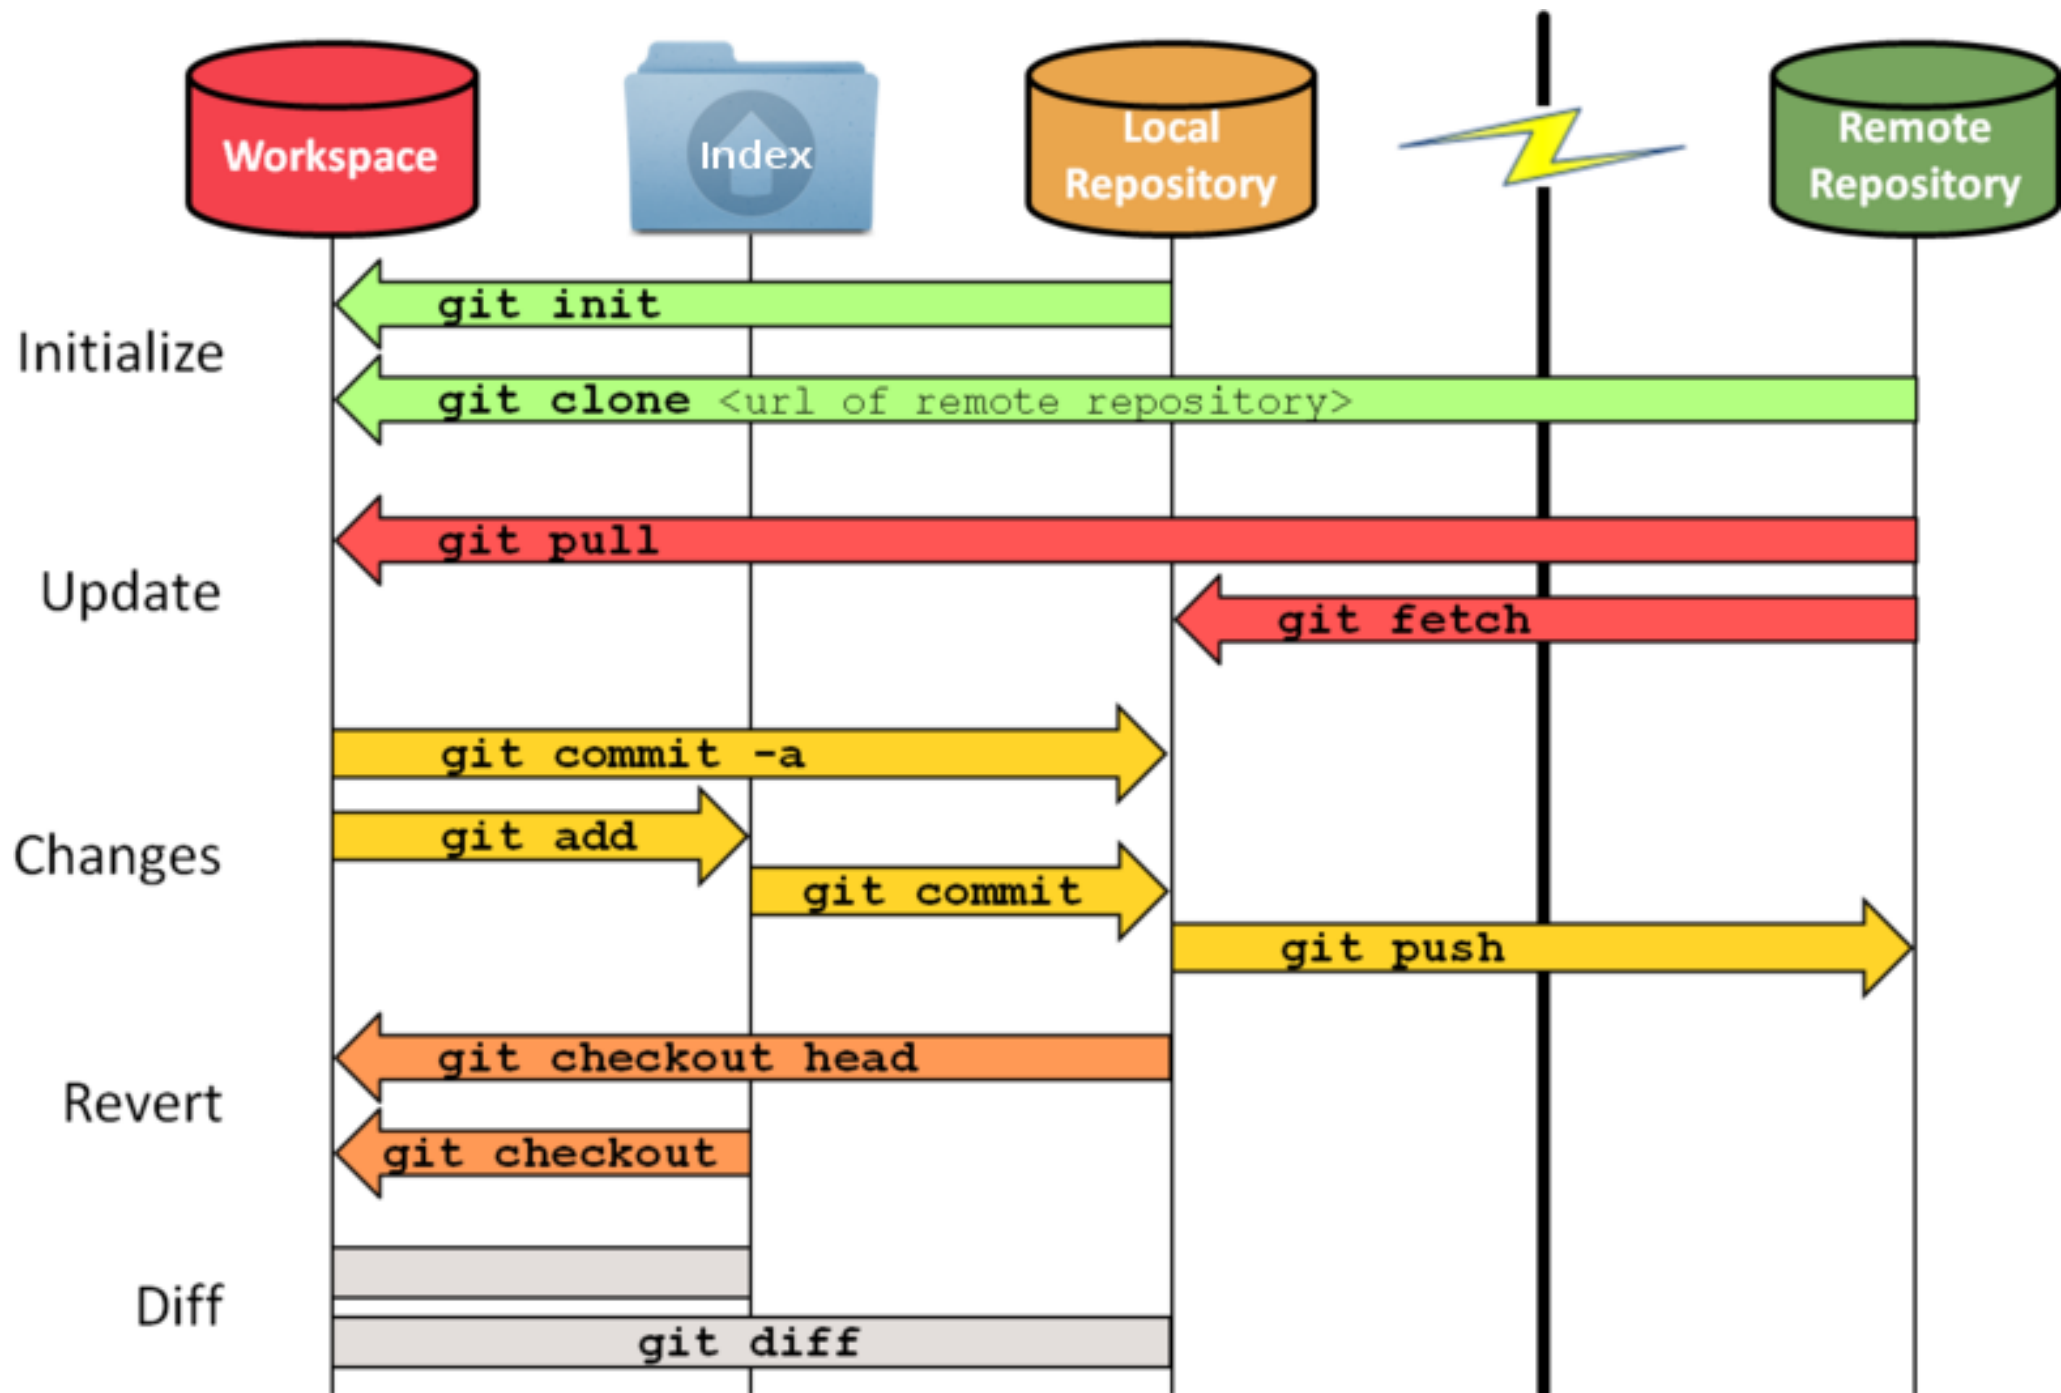 Workspace
Index
Local
Repository
Remote
Repository
Initialize
git init
git clone <url of remote repository>
Update
git pull
git fetch
Changes
git commit -a
git add
git commit
git push
Revert
git checkout head
git checkout
Diff
git diff